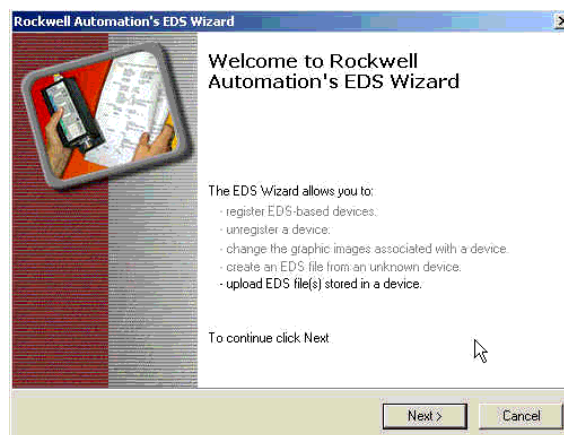 Rockwell Automation's EDS Wizard
Welcome to Rockwell
Automation's EDS Wizard
The EDS Wizard allows you to:
- register EDS-based devices.
- unregister a device.
- change the graphic images associated with a device.
- create an EDS file from an unknown device.
- upload EDS file(s) stored in a device.
To continue click Next
Next >
Cancel